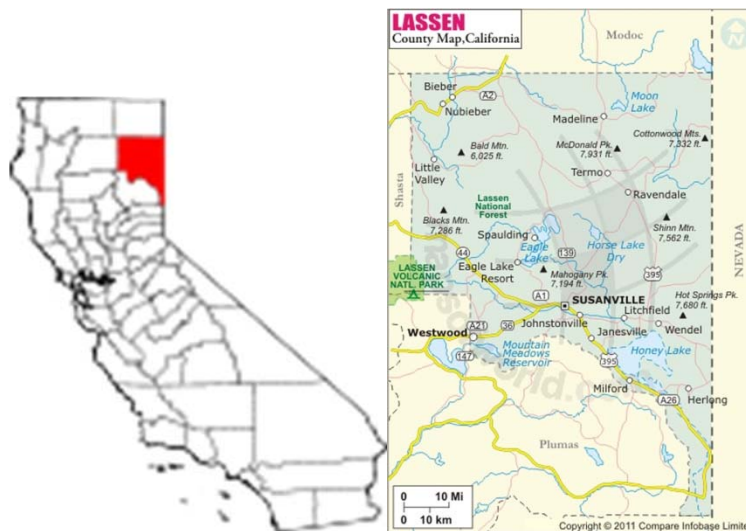 LASSEN
County Map,California
N
Modoc
Bieber
A2
Nubieber
Moon
Lake
Madeline
Cottonwood Mts.
7,332 ft.
Bald Mtn.
6,025 ft.
McDonald Pk.
7,931 ft.
Little
Valley
Termo
Shasta
Ravendale
Lassen
National
Forest
Blacks Mtn.
7,286 ft.
Shinn Mtn.
7,562 ft.
Spaulding
NEVADA
44
Eagle
Lake
139
Horse Lake
Dry
Eagle Lake
Resort
395
LASSEN
VOLCANIC
NATL. PARK
Mahogany Pk.
7,194 ft.
Hot Springs Pk.
7,680 ft.
A1
SUSANVILLE
A21
36
Johnstonville
Litchfield
Westwood
Janesville
Wendel
147
Mountain
Meadows
Reservoir
395
Honey Lake
Milford
Herlong
A26
Plumas
0 10 Mi
0 10 km
Copyright © 2011 Compare Infobase Limite